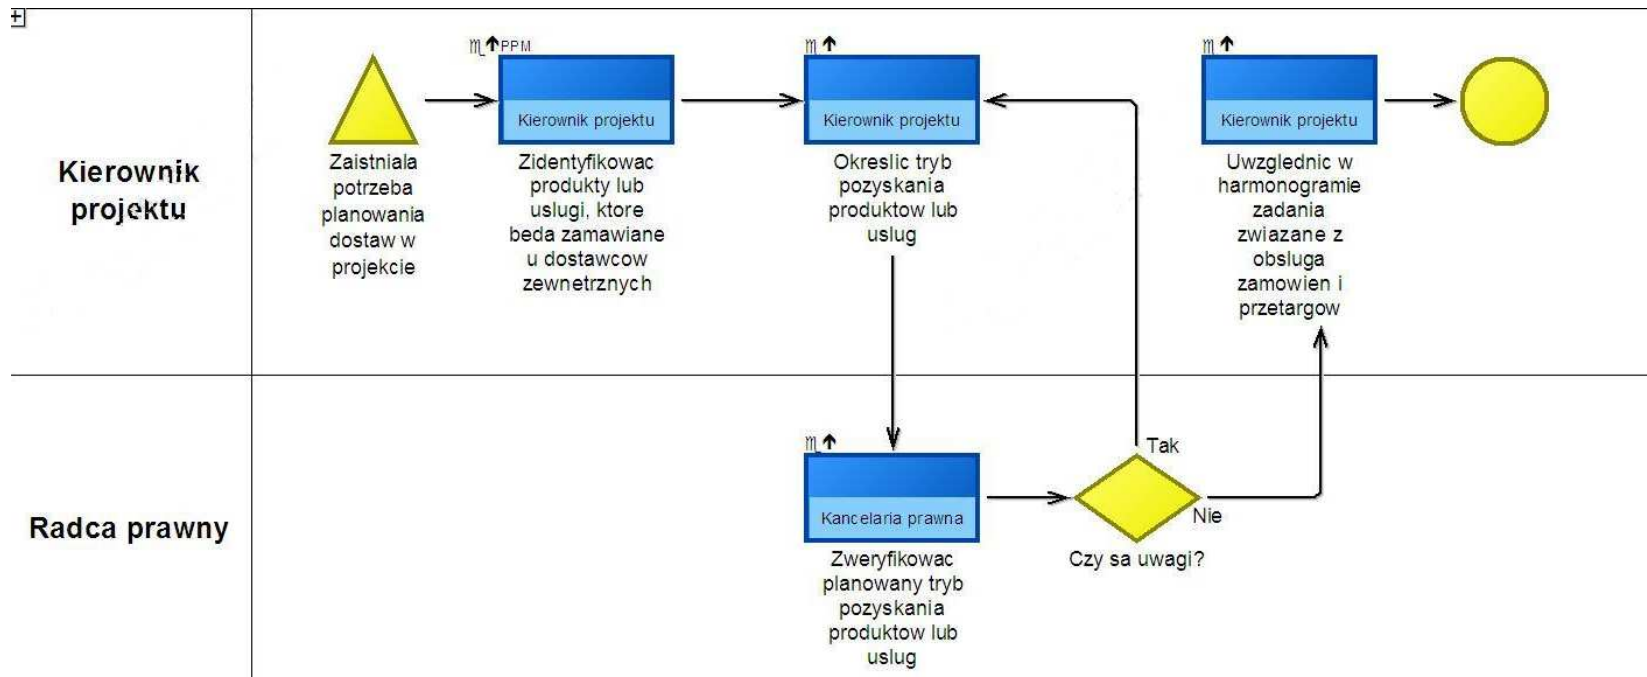 Kierownik
projektu
Zaistniala
potrzeba
planowania
dostaw w
projekcie
PPM
Kierownik projektu
Zidentyfikowac
produkty lub
uslugi, ktore
beda zamawiane
u dostawcow
zewnetrznych
Kierownik projektu
Okreslic tryb
pozyskania
produktow lub
uslug
Kierownik projektu
Uwzglednic w
harmonogramie
zadania
zwiazane z
obsluga
zamowien i
przetargow
Radca prawny
Kancelaria prawna
Zweryfikowac
planowany tryb
pozyskania
produktow lub
uslug
Tak
Nie
Czy sa uwagi?